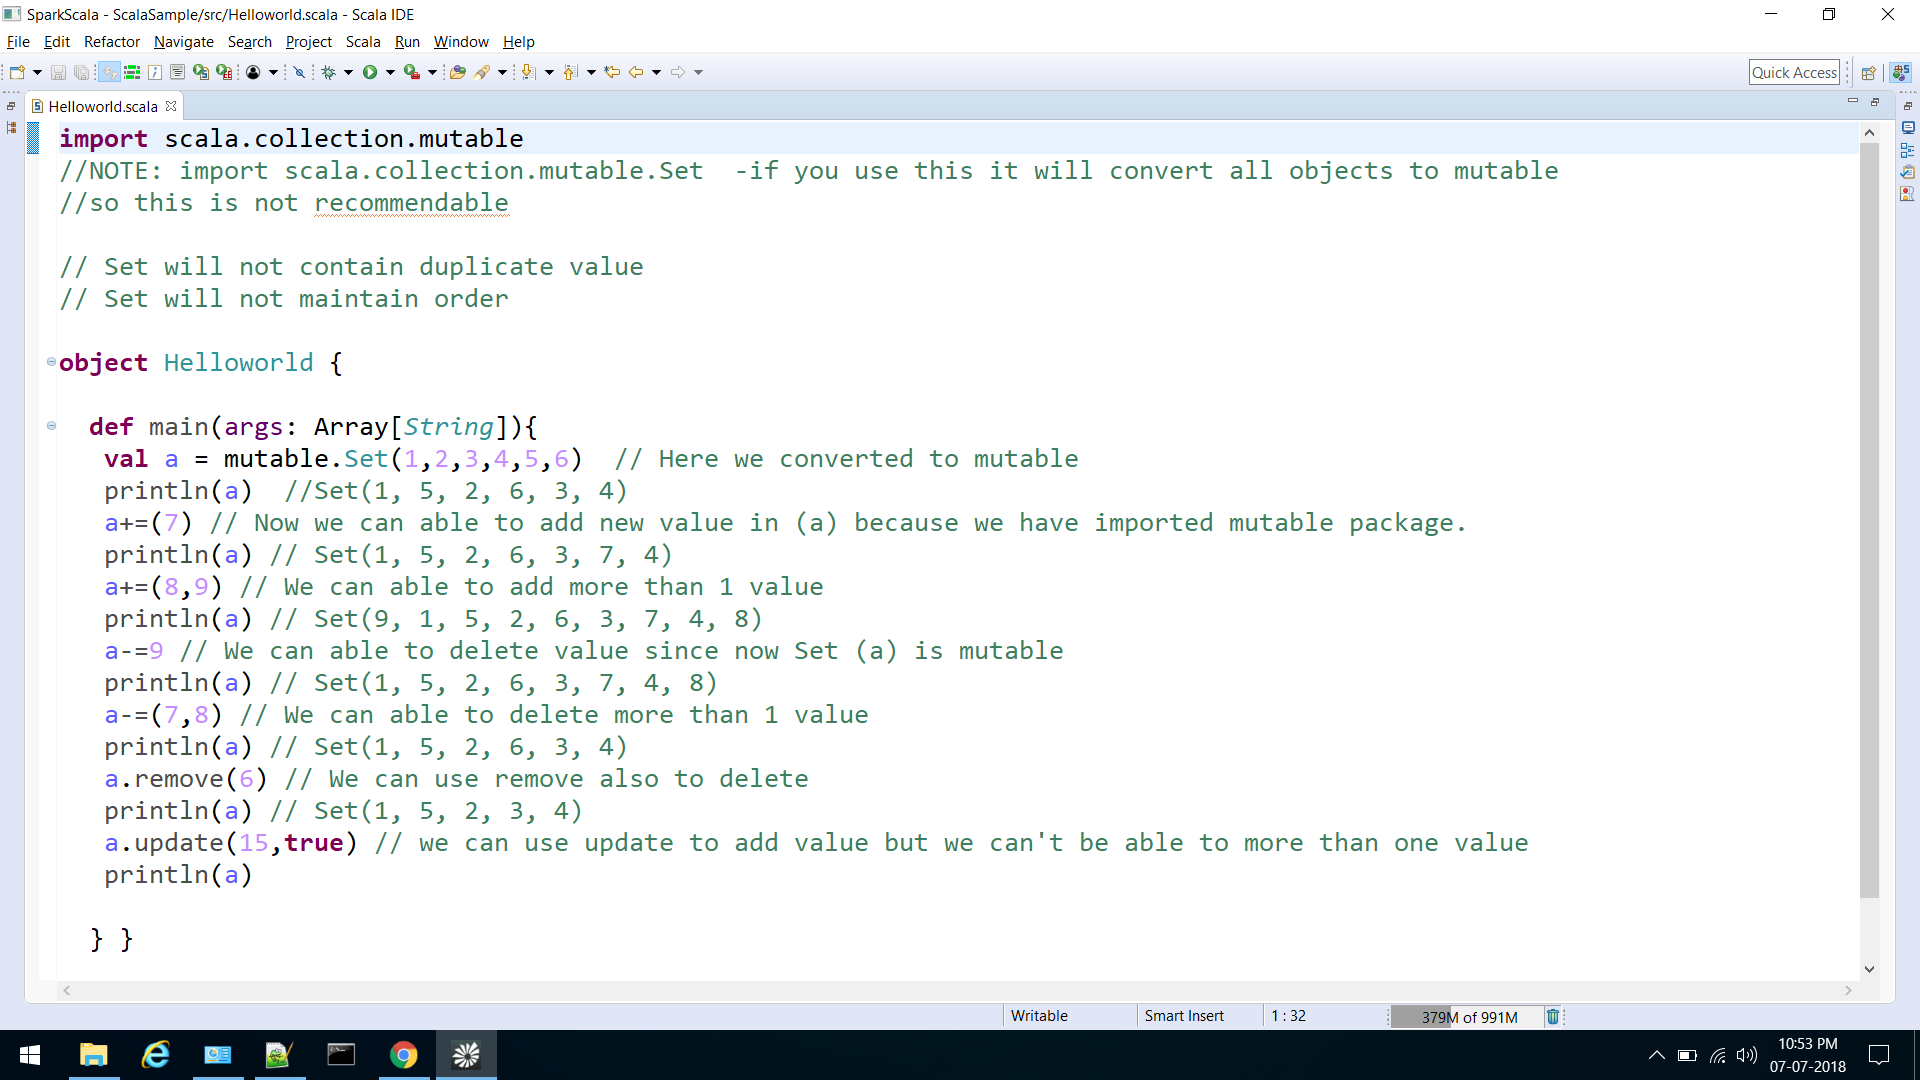 SparkScala - ScalaSample/src/Helloworld.scala - Scala IDE
File Edit Refactor Navigate Search Project Scala Run Window Help
Quick Access
Helloworld.scala
import scala.collection.mutable
//NOTE: import scala.collection.mutable.Set  -if you use this it will convert all objects to mutable
//so this is not recommendable
// Set will not contain duplicate value
// Set will not maintain order
object Helloworld {
def main(args: Array[String]){
val a = mutable.Set(1,2,3,4,5,6)  // Here we converted to mutable
println(a)  //Set(1, 5, 2, 6, 3, 4)
a+=(7) // Now we can able to add new value in (a) because we have imported mutable package.
println(a) // Set(1, 5, 2, 6, 3, 7, 4)
a+=(8,9) // We can able to add more than 1 value
println(a) // Set(9, 1, 5, 2, 6, 3, 7, 4, 8)
a-=9 // We can able to delete value since now Set (a) is mutable
println(a) // Set(1, 5, 2, 6, 3, 7, 4, 8)
a-=(7,8) // We can able to delete more than 1 value
println(a) // Set(1, 5, 2, 6, 3, 4)
a.remove(6) // We can use remove also to delete
println(a) // Set(1, 5, 2, 3, 4)
a.update(15,true) // we can use update to add value but we can't be able to more than one value
println(a)
} }
Writable Smart Insert 1 : 32 379M of 991M
10:53 PM
07-07-2018